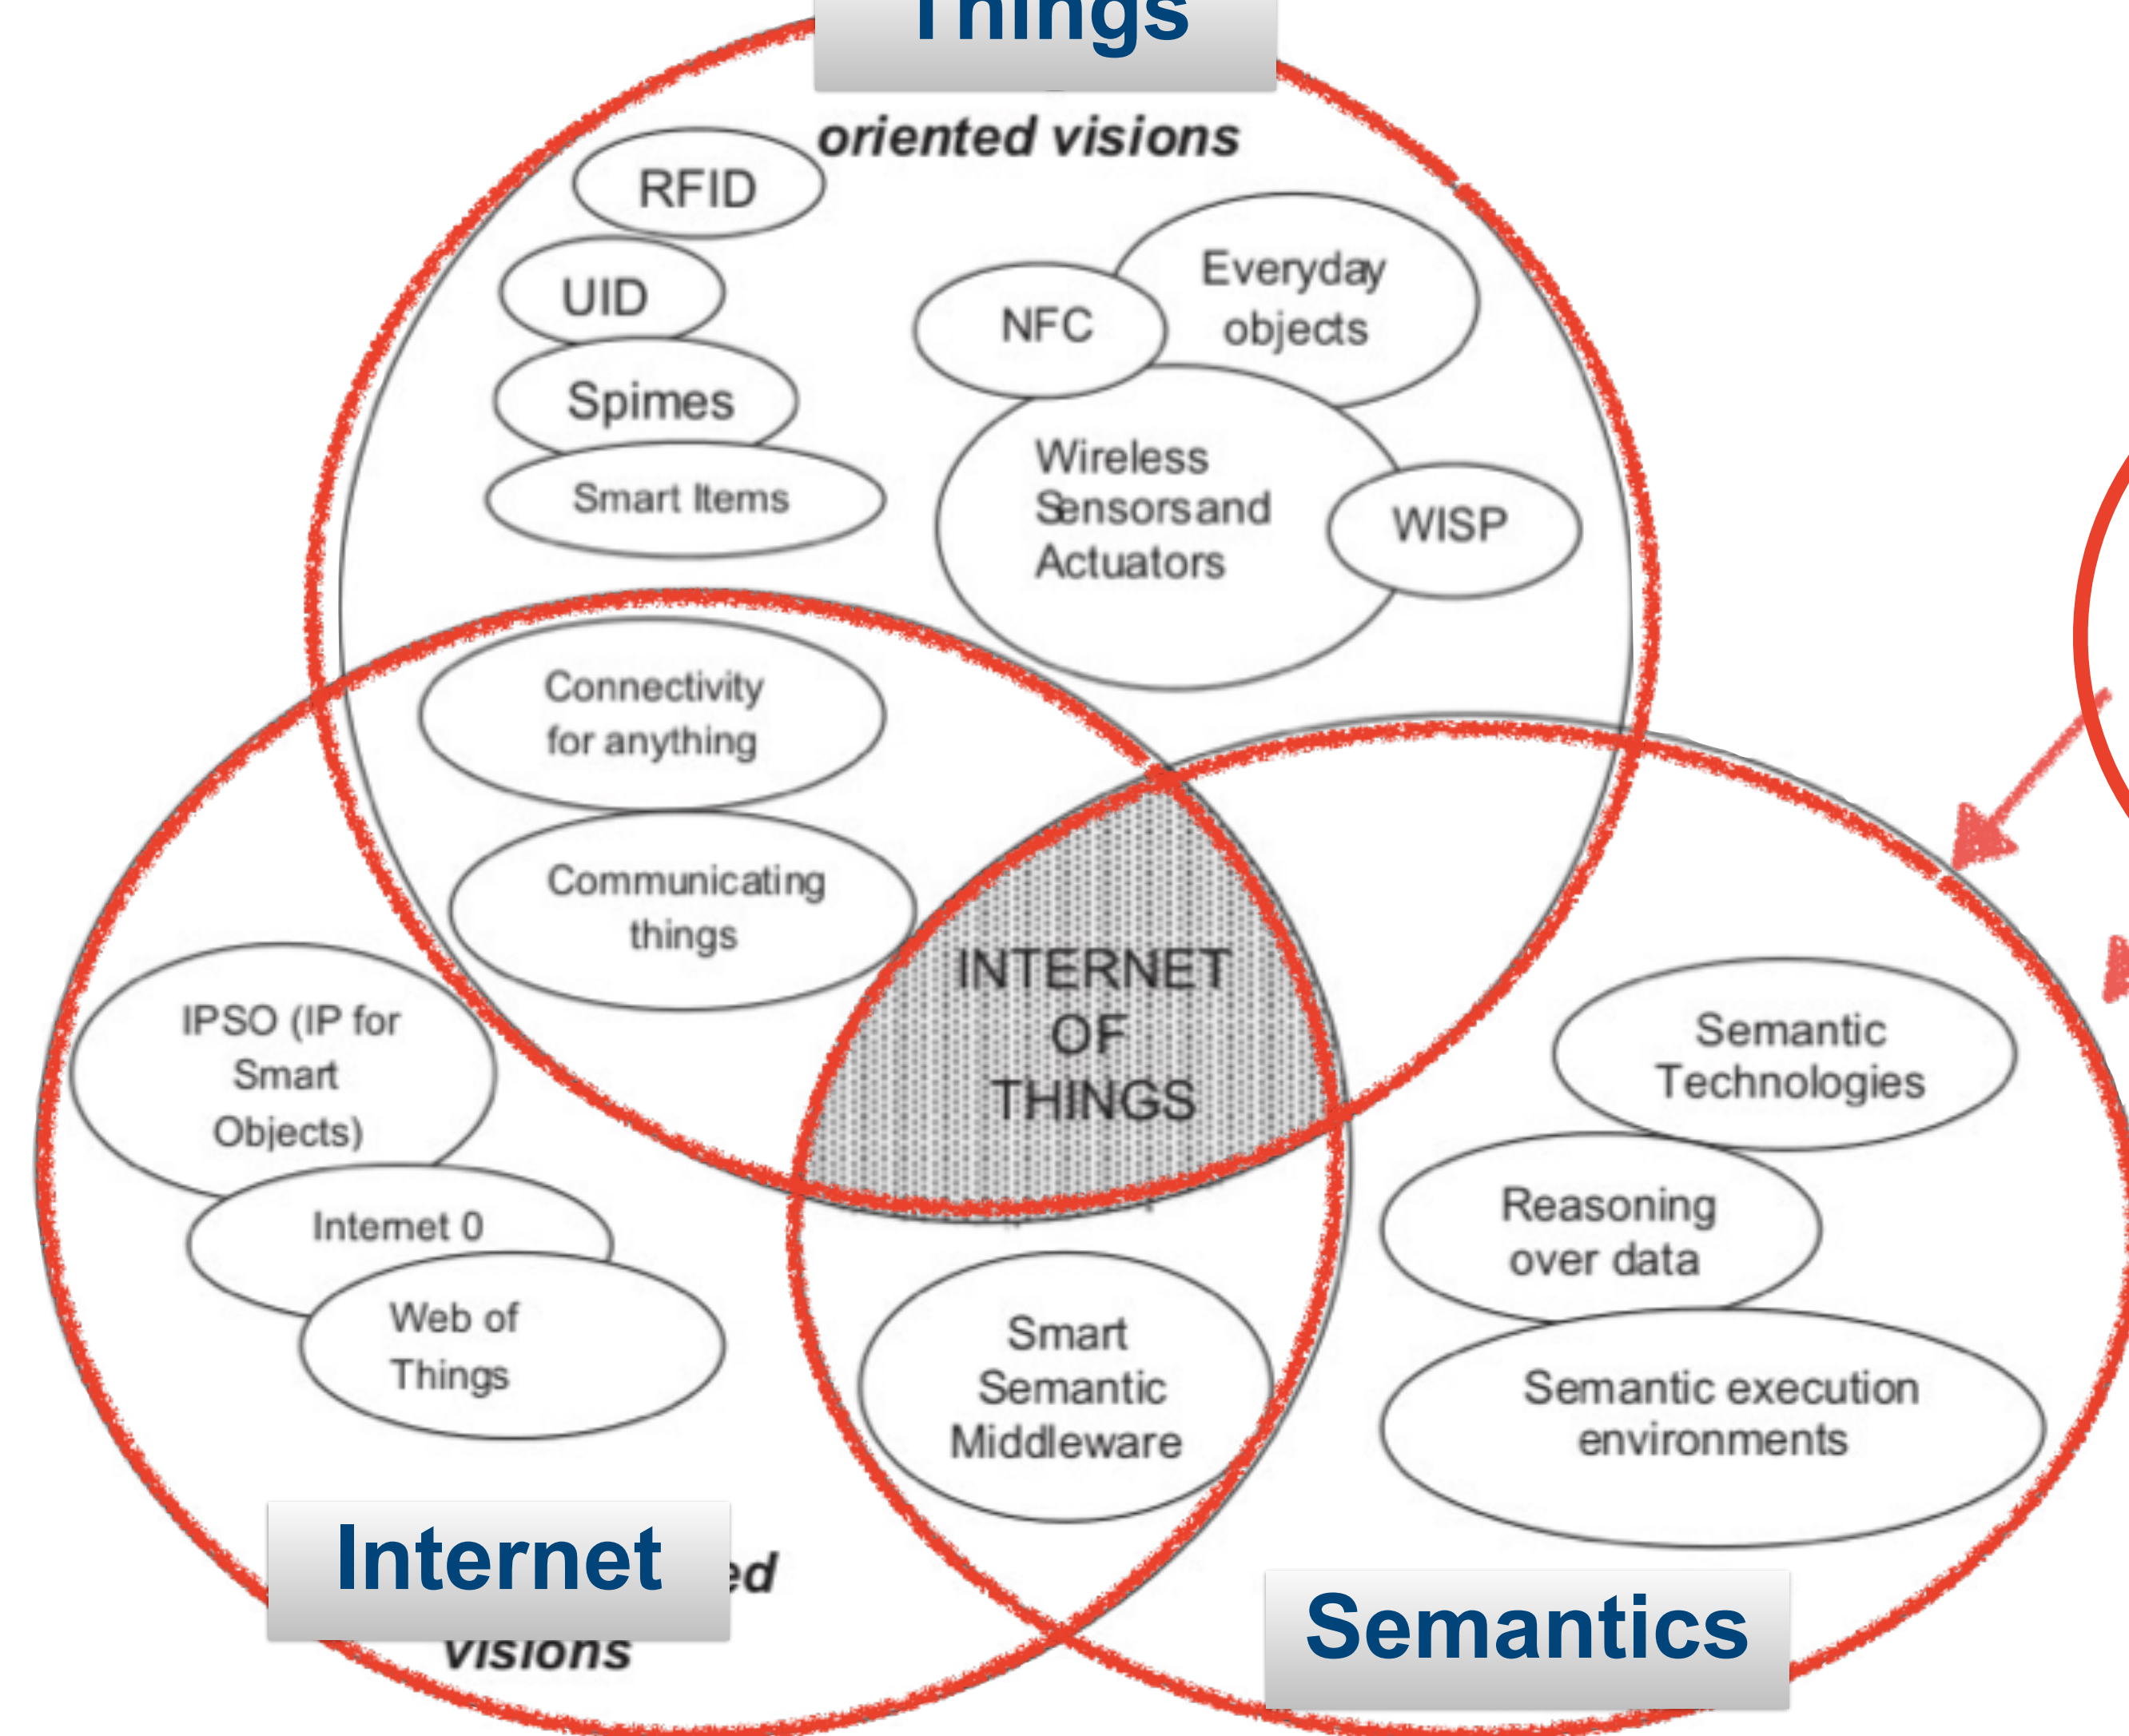 Things
oriented visions
RFID
UID
Spimes
Smart Items
NFC
Everyday
objects
Wireless
Sensorsand
Actuators
WISP
Connectivity
for anything
Communicating
things
INTERNET
OF
THINGS
IPSO (IP for
Smart
Objects)
Internet 0
Web of
Things
Smart
Semantic
Middleware
Semantic
Technologies
Reasoning
over data
Semantic execution
environments
Internet
ed
visions
Semantics